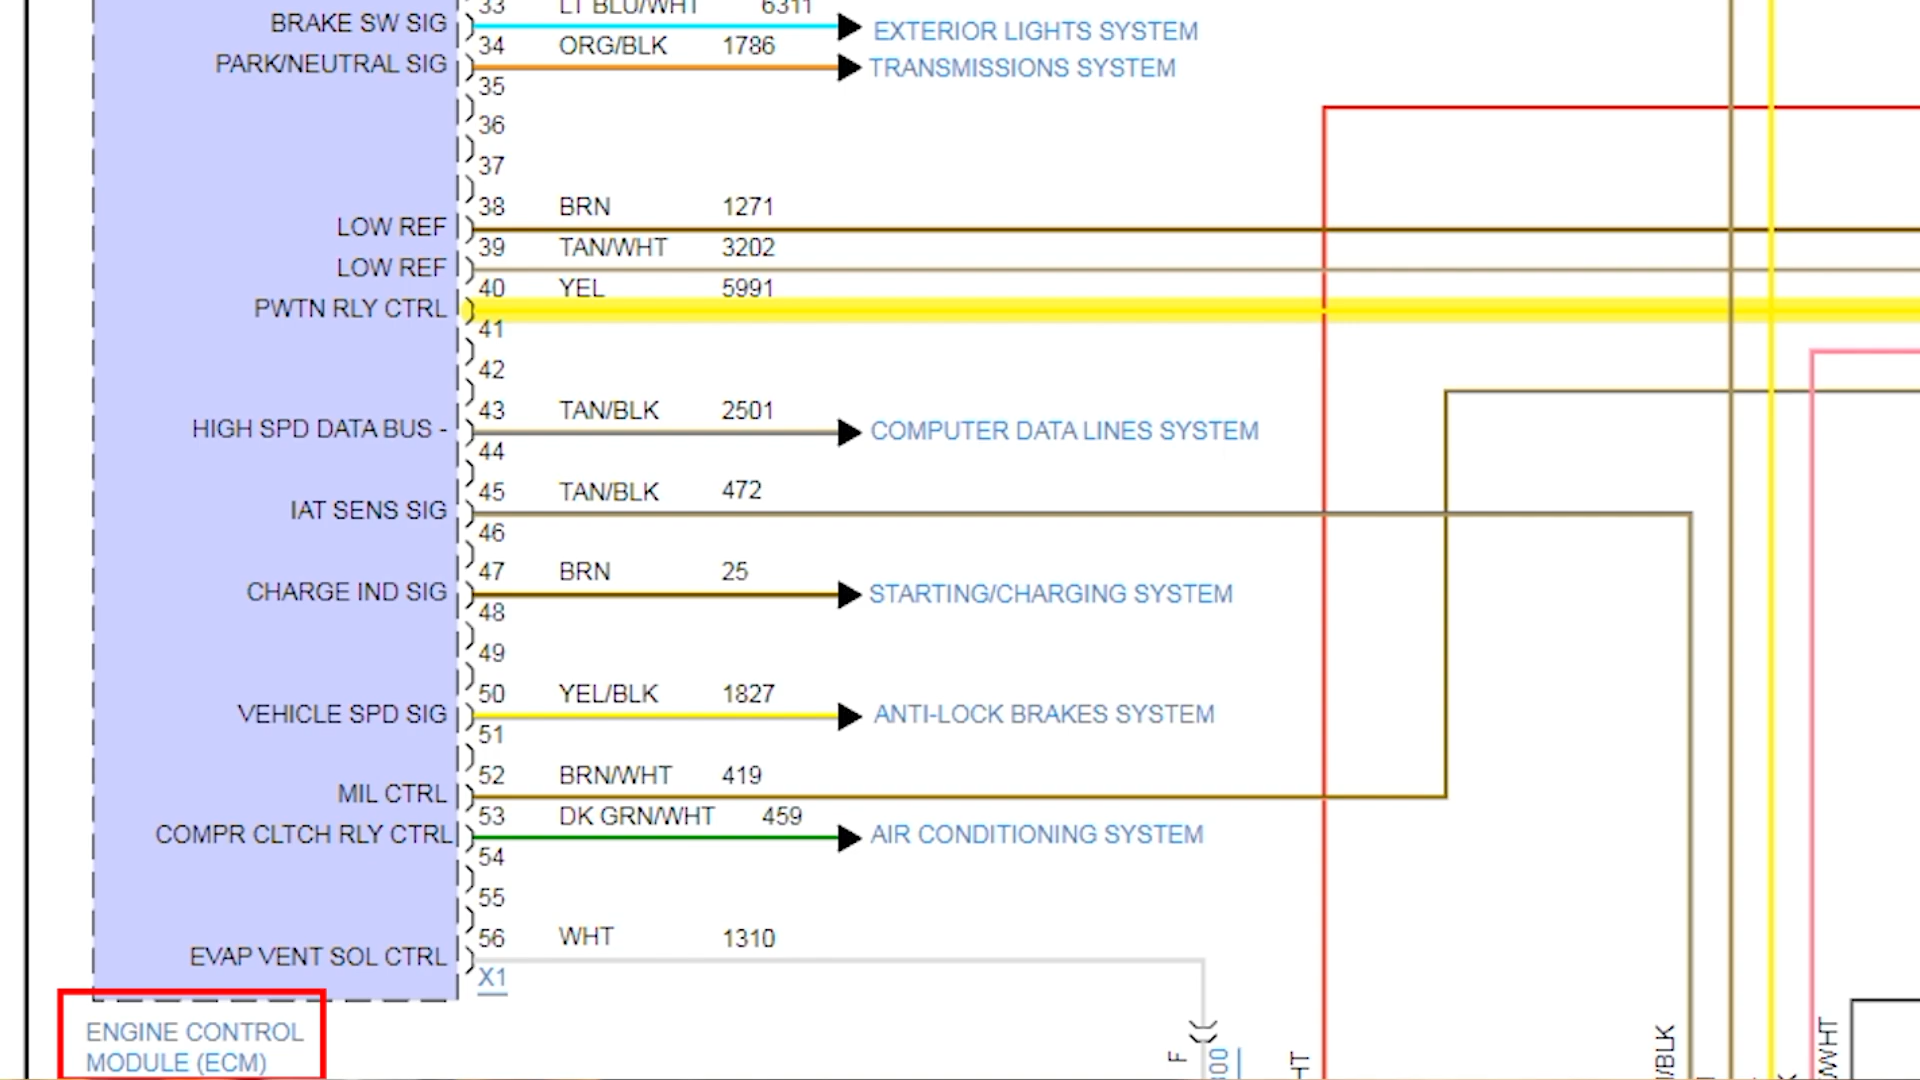 33 LT BLU/WHT 6311
BRAKE SW SIG EXTERIOR LIGHTS SYSTEM
34 ORG/BLK 1786
PARK/NEUTRAL SIG TRANSMISSIONS SYSTEM
35
36
37
38 BRN 1271
LOW REF
39 TAN/WHT 3202
LOW REF
40 YEL 5991
PWTN RLY CTRL
41
42
43 TAN/BLK 2501
HIGH SPD DATA BUS - COMPUTER DATA LINES SYSTEM
44
45 TAN/BLK 472
IAT SENS SIG
46
47 BRN 25
CHARGE IND SIG STARTING/CHARGING SYSTEM
48
49
50 YEL/BLK 1827
VEHICLE SPD SIG ANTI-LOCK BRAKES SYSTEM
51
52 BRN/WHT 419
MIL CTRL
53 DK GRN/WHT 459
COMPR CLTCH RLY CTRL AIR CONDITIONING SYSTEM
54
55
56 WHT 1310
EVAP VENT SOL CTRL
X1
ENGINE CONTROL
MODULE (ECM)
F
/BLK
/WHT